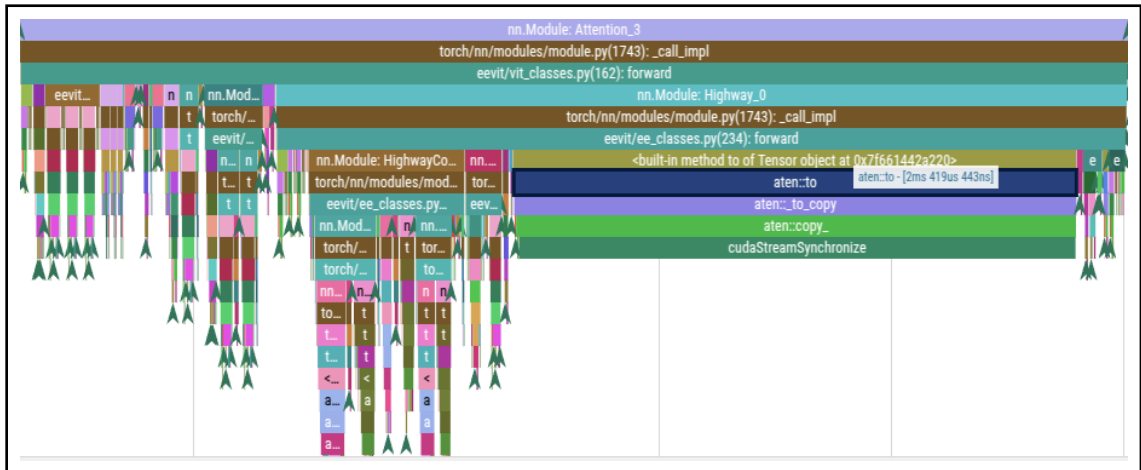 nn.Module: Attention_3
torch/nn/modules/module.py(1743): _call_impl
eevit/vit_classes.py(162): forward
eevit... n n nn.Mod... nn.Module: Highway_0
t torch/... torch/nn/modules/module.py(1743): _call_impl
t eevit/... eevit/ee_classes.py(234): forward
n... n nn.Module: HighwayCo... nn.... <built-in method to of Tensor object at 0x7f661442a220> e e
t... t torch/nn/modules/mod... tor... aten::to aten::to - [2ms 419us 443ns]
t t eevit/ee_classes.py... eev... aten::_to_copy
nn.Mod... n nn.... aten::copy_
torch/... t tor... cudaStreamSynchronize
torch/... to...
nn... n... n n
to... t t t
t... t t t
t... t t
<... < <
a... a a
a... a
a... a